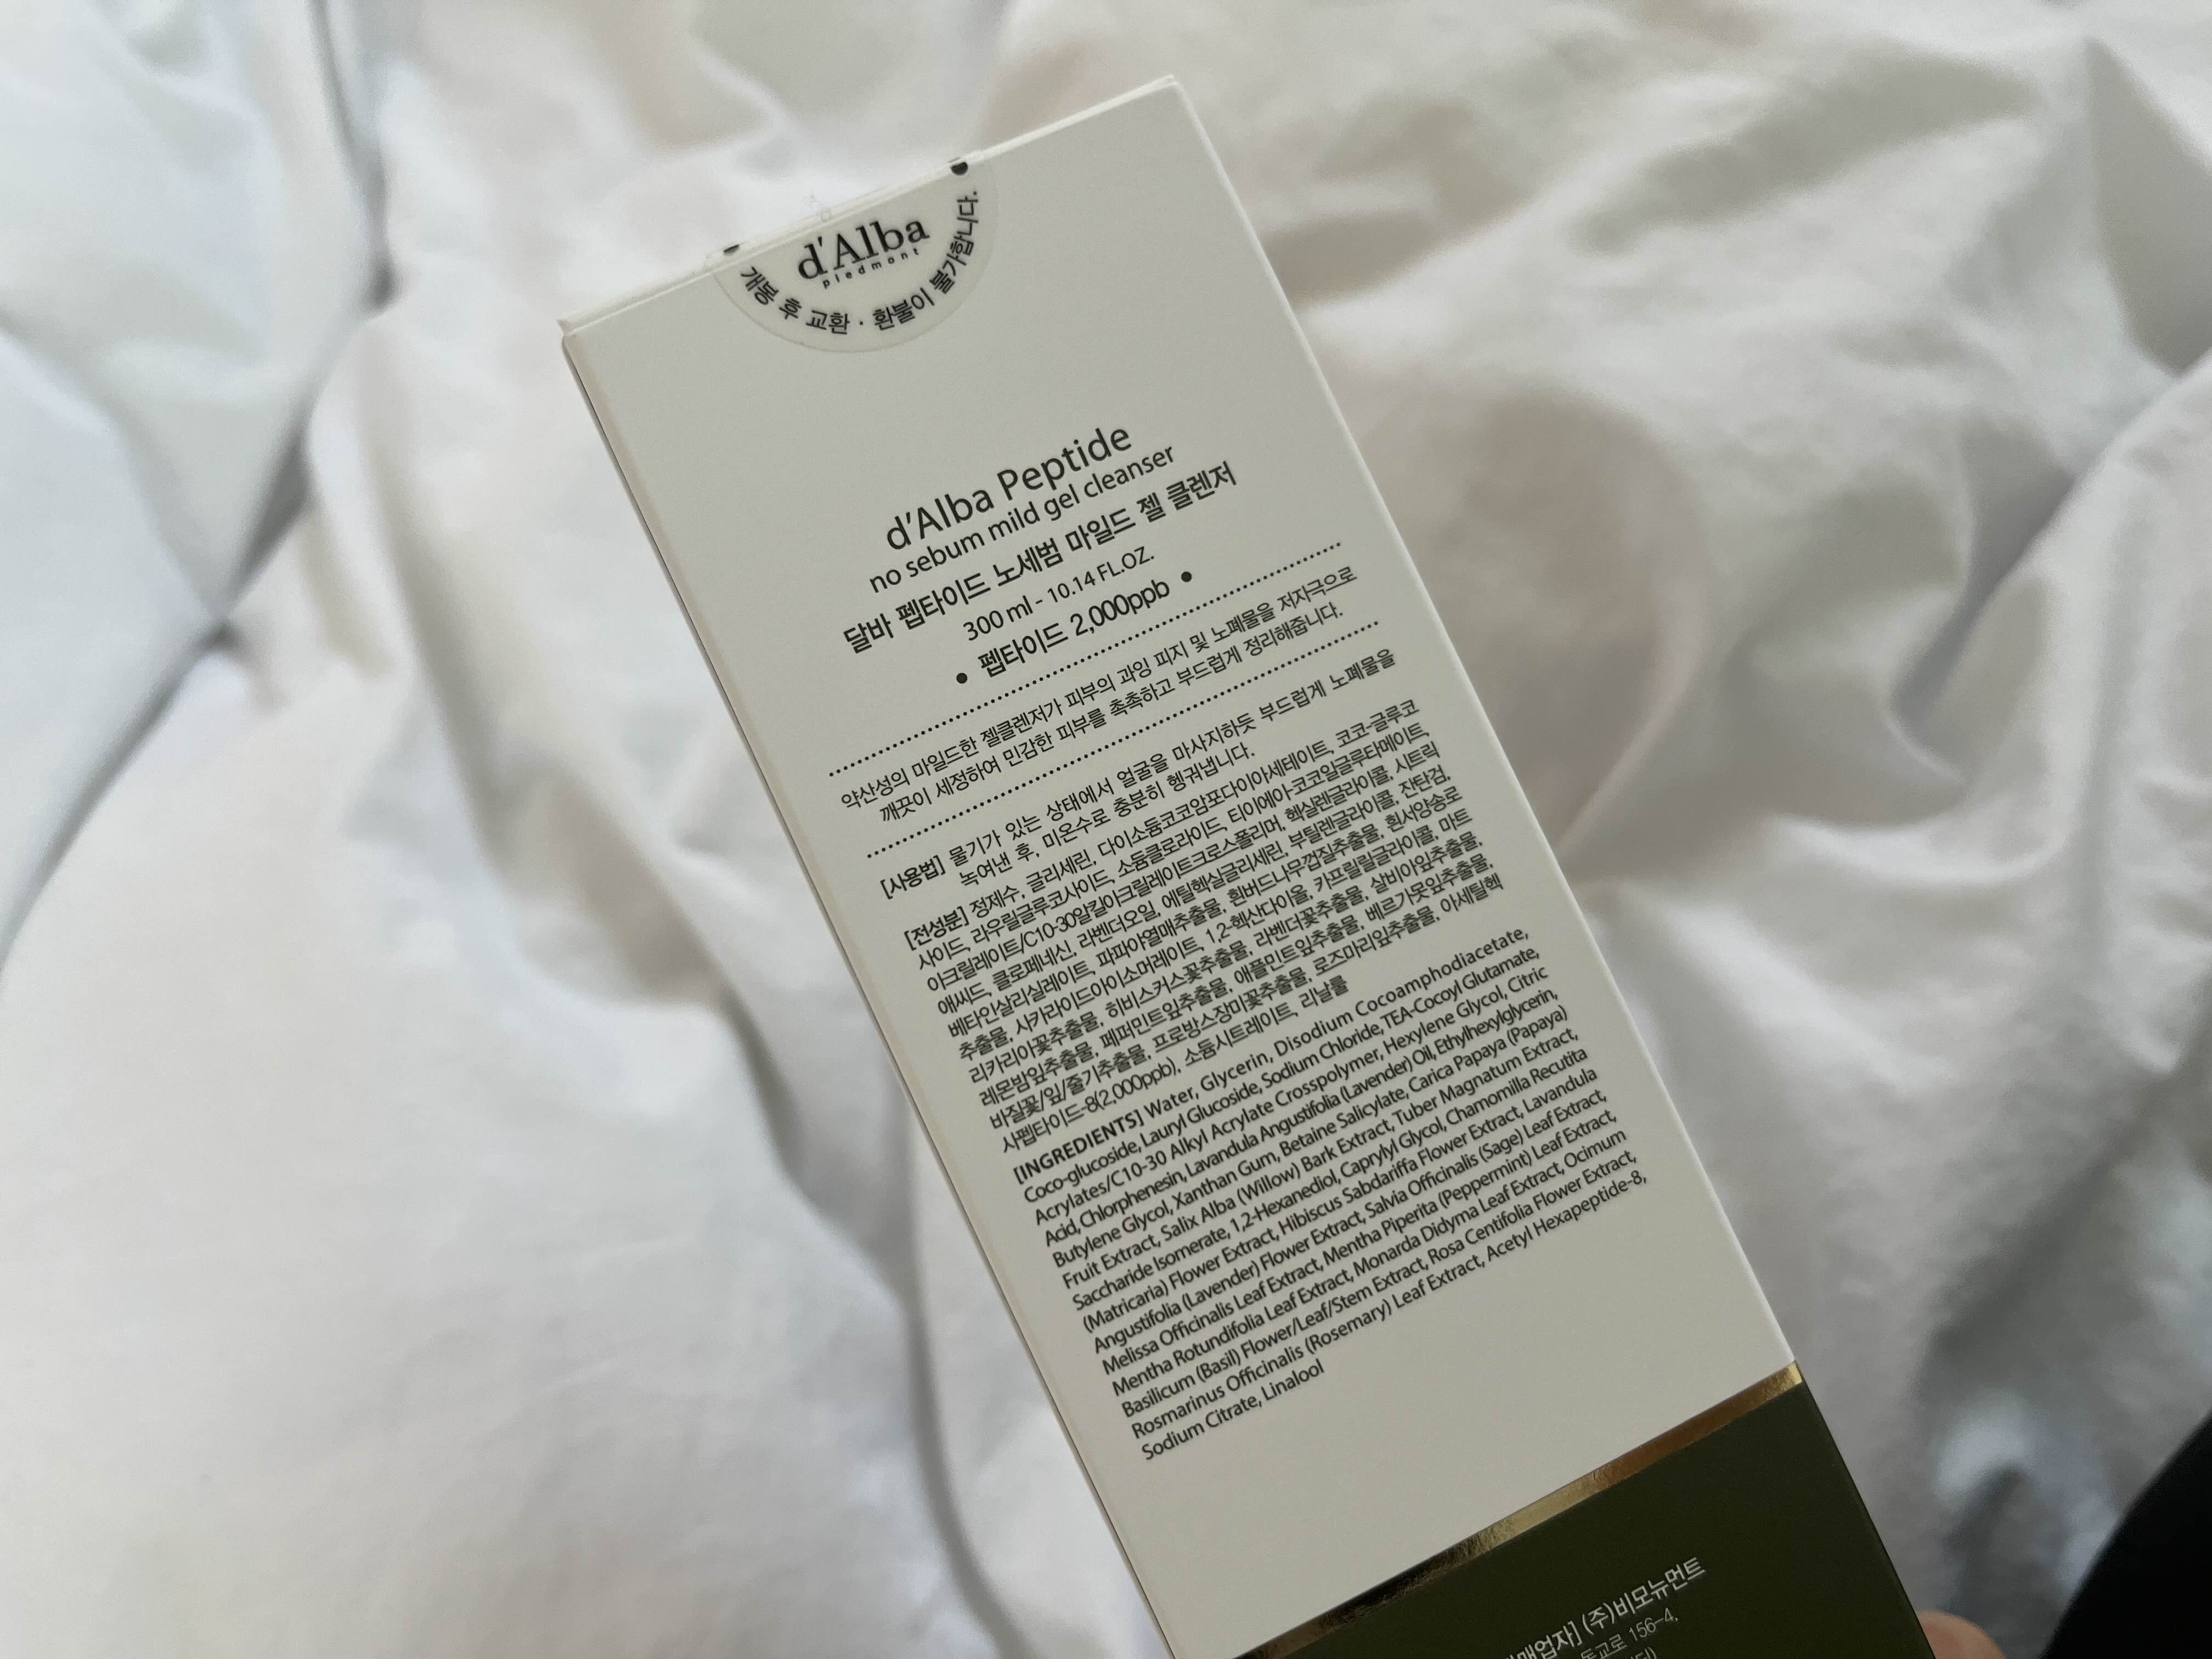 d'Alba
piedmont
개봉 후 교환 · 환불이 불가합니다.
d'Alba Peptide
no sebum mild gel cleanser
달바 펩타이드 노세범 마일드 젤 클렌저
300 ml - 10.14 FL.OZ.
• 펩타이드 2,000ppb •
약산성의 마일드한 젤클렌저가 피부의 과잉 피지 및 노폐물을 저자극으로
깨끗이 세정하여 민감한 피부를 촉촉하고 부드럽게 정리해줍니다.
[사용법] 물기가 있는 상태에서 얼굴을 마사지하듯 부드럽게 노폐물을
녹여낸 후, 미온수로 충분히 헹궈냅니다.
[전성분] 정제수, 글리세린, 다이소듐코코암포다이아세테이트, 코코-글루코
사이드, 라우릴글루코사이드, 소듐클로라이드, 티이에이-코코일글루타메이트,
아크릴레이트/C10-30알킬아크릴레이트크로스폴리머, 헥실렌글라이콜, 시트릭
애씨드, 클로페네신, 라벤더오일, 에틸헥실글리세린, 부틸렌글라이콜, 잔탄검,
베타인살리실레이트, 파파야열매추출물, 흰버드나무껍질추출물, 흰서양송로
추출물, 사카라이드아이소머레이트, 1,2-헥산다이올, 카프릴릴글라이콜, 마트
리카리아꽃추출물, 히비스커스꽃추출물, 라벤더꽃추출물, 살비아잎추출물,
레몬밤잎추출물, 페퍼민트잎추출물, 애플민트잎추출물, 베르가못잎추출물,
바질꽃/잎/줄기추출물, 프로방스장미꽃추출물, 로즈마리잎추출물, 아세틸헥
사펩타이드-8(2,000ppb), 소듐시트레이트, 리날룰
[INGREDIENTS] Water, Glycerin, Disodium Cocoamphodiacetate,
Coco-glucoside, Lauryl Glucoside, Sodium Chloride, TEA-Cocoyl Glutamate,
Acrylates/C10-30 Alkyl Acrylate Crosspolymer, Hexylene Glycol, Citric
Acid, Chlorphenesin, Lavandula Angustifolia (Lavender) Oil, Ethylhexylglycerin,
Butylene Glycol, Xanthan Gum, Betaine Salicylate, Carica Papaya (Papaya)
Fruit Extract, Salix Alba (Willow) Bark Extract, Tuber Magnatum Extract,
Saccharide Isomerate, 1,2-Hexanediol, Caprylyl Glycol, Chamomilla Recutita
(Matricaria) Flower Extract, Hibiscus Sabdariffa Flower Extract, Lavandula
Angustifolia (Lavender) Flower Extract, Salvia Officinalis (Sage) Leaf Extract,
Melissa Officinalis Leaf Extract, Mentha Piperita (Peppermint) Leaf Extract,
Mentha Rotundifolia Leaf Extract, Monarda Didyma Leaf Extract, Ocimum
Basilicum (Basil) Flower/Leaf/Stem Extract, Rosa Centifolia Flower Extract,
Rosmarinus Officinalis (Rosemary) Leaf Extract, Acetyl Hexapeptide-8,
Sodium Citrate, Linalool
매업자] (주)비모뉴먼트
동교로 156-4,